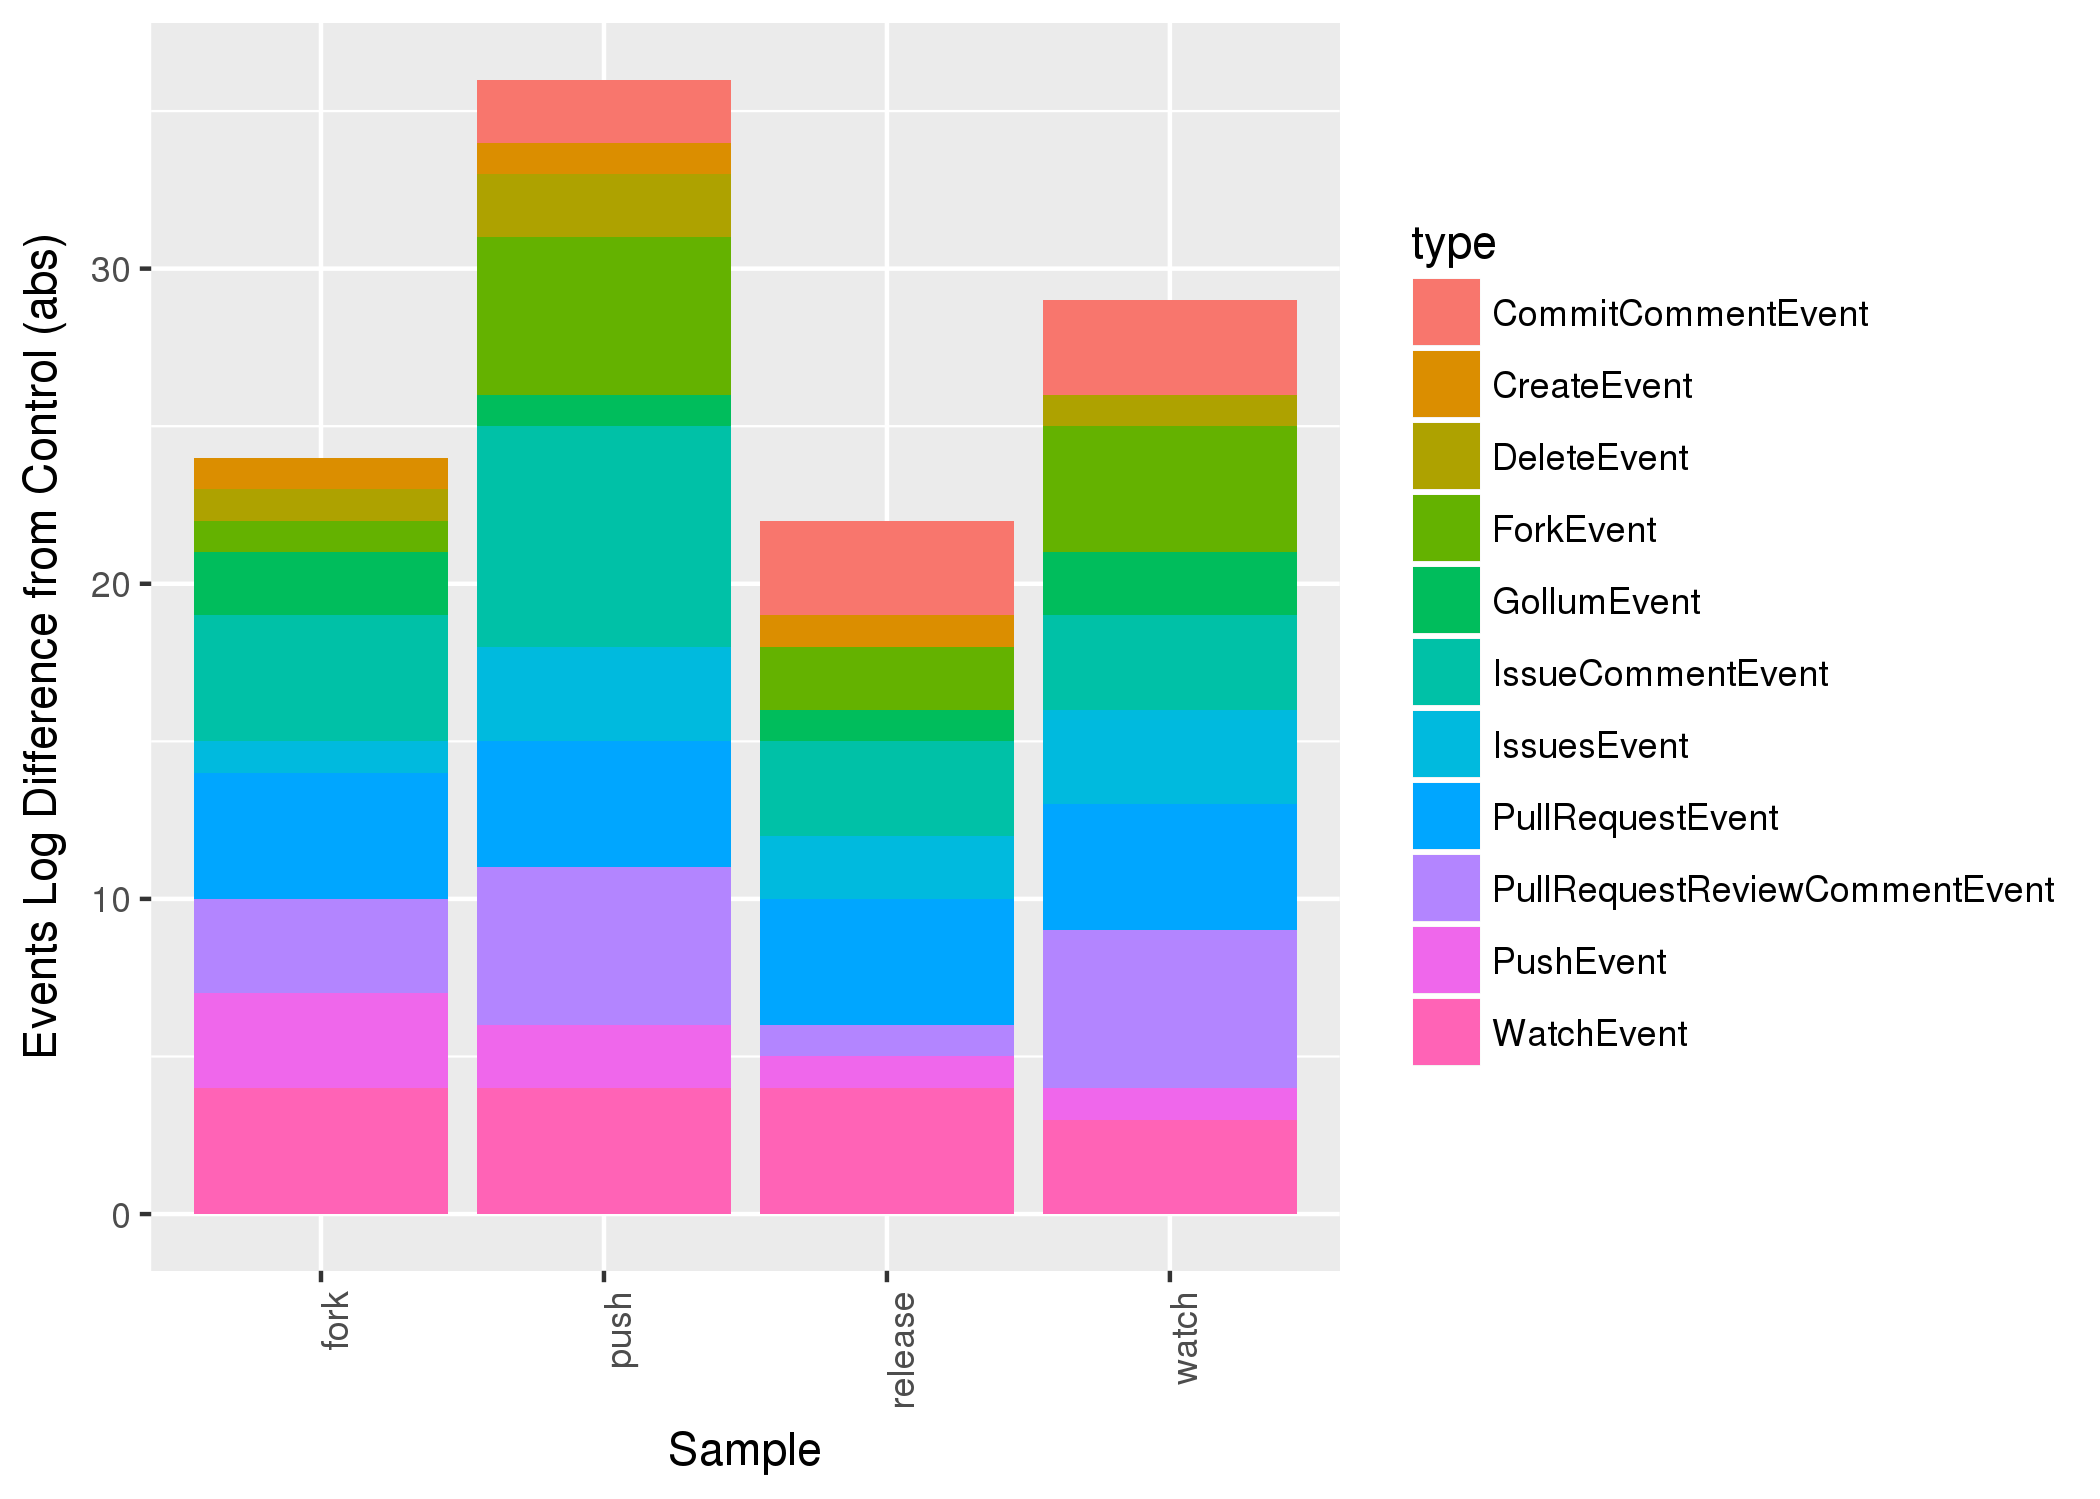 Events Log Difference from Control (abs)
30
20
10
0
fork
push
release
watch
Sample
type
CommitCommentEvent
CreateEvent
DeleteEvent
ForkEvent
GollumEvent
IssueCommentEvent
IssuesEvent
PullRequestEvent
PullRequestReviewCommentEvent
PushEvent
WatchEvent